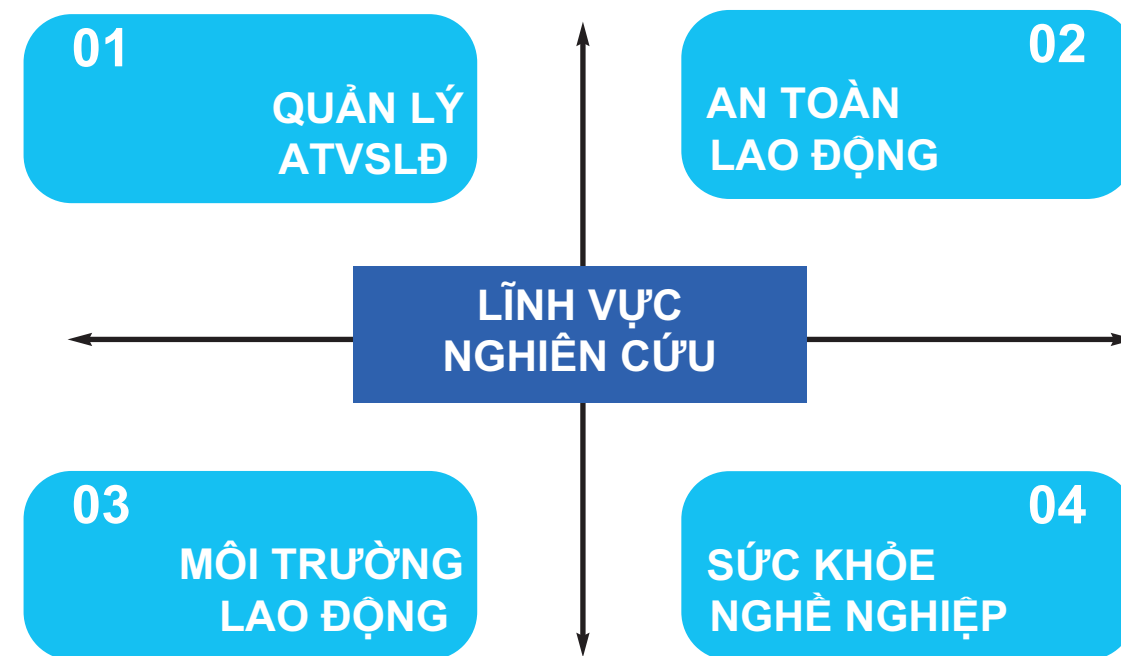 01
QUẢN LÝ
ATVSLĐ
02
AN TOÀN
LAO ĐỘNG
LĨNH VỰC
NGHIÊN CỨU
03
MÔI TRƯỜNG
LAO ĐỘNG
04
SỨC KHỎE
NGHỀ NGHIỆP